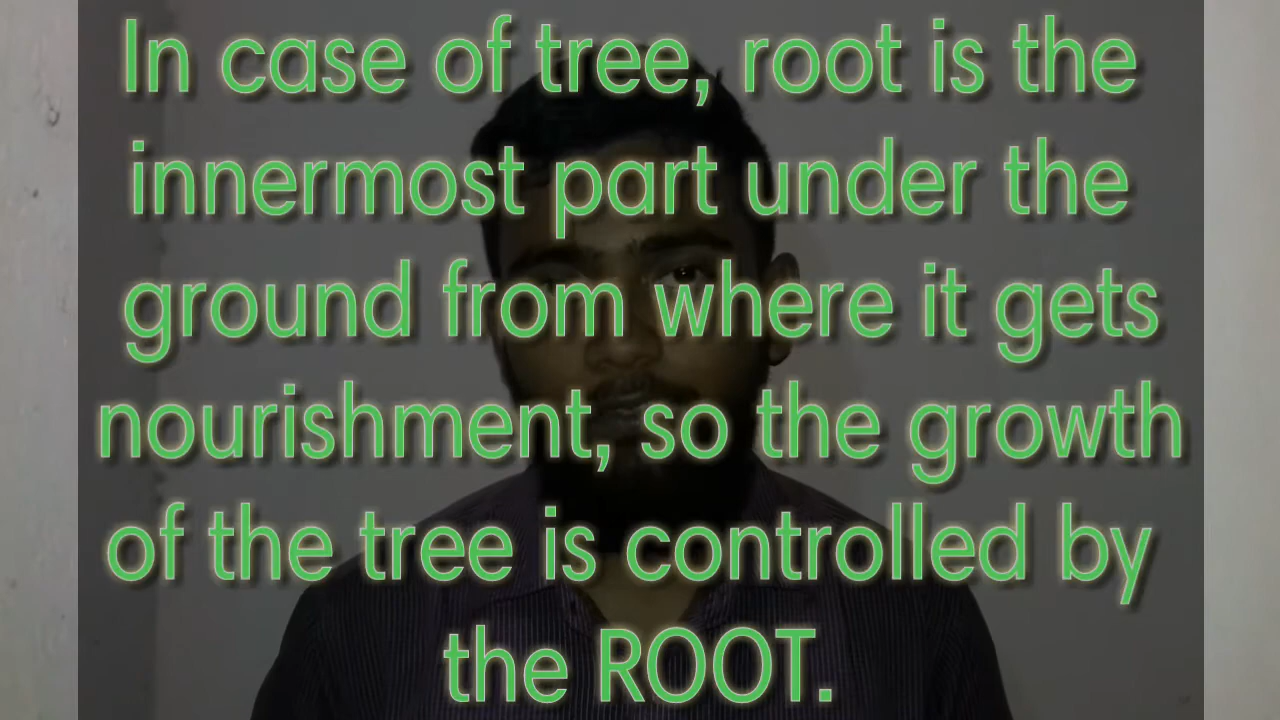 In case of tree, root is the
innermost part under the
ground from where it gets
nourishment, so the growth
of the tree is controlled by
the ROOT.